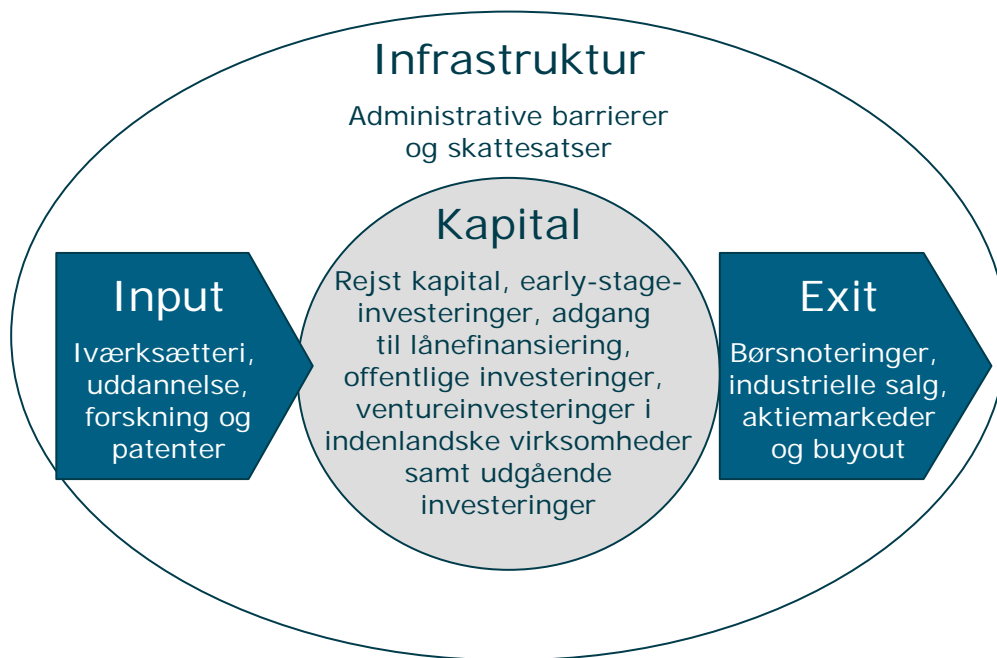 Infrastruktur
Administrative barrierer
og skattesatser
Input
Iværksætteri,
uddannelse,
forskning og
patenter
Kapital
Rejst kapital, early-stage-
investeringer, adgang
til lånefinansiering,
offentlige investeringer,
ventureinvesteringer i
indenlandske virksomheder
samt udgående
investeringer
Exit
Børsnoteringer,
industrielle salg,
aktiemarkeder
og buyout